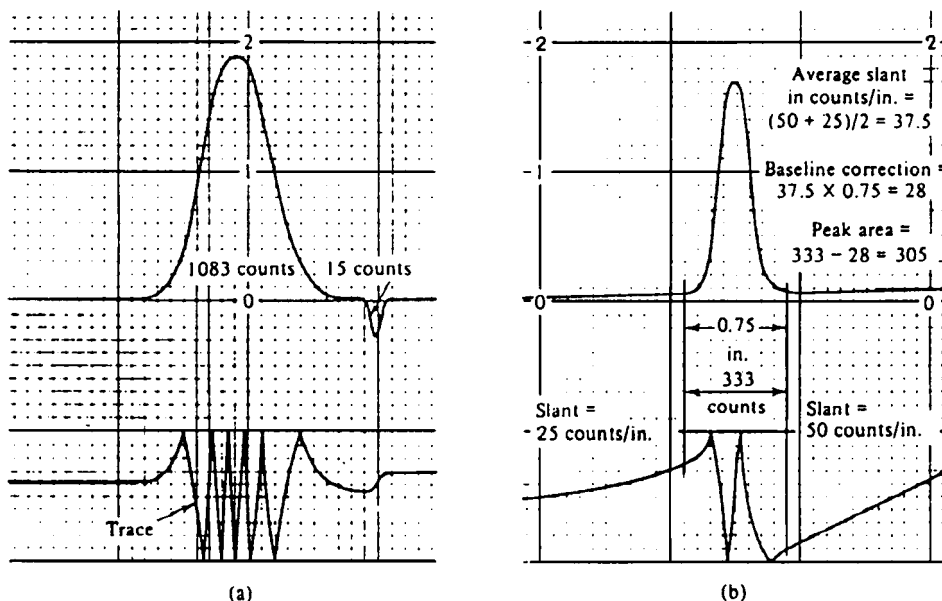 2
1
1083 counts
15 counts
0
Trace
(a)
-2
2
Average slant
in counts/in. =
(50 + 25)/2 = 37.5
-1
Baseline correction =
37.5 X 0.75 = 28
Peak area =
333 - 28 = 305
-0
0
0.75
in.
333
counts
Slant =
25 counts/in.
Slant =
50 counts/in.
(b)